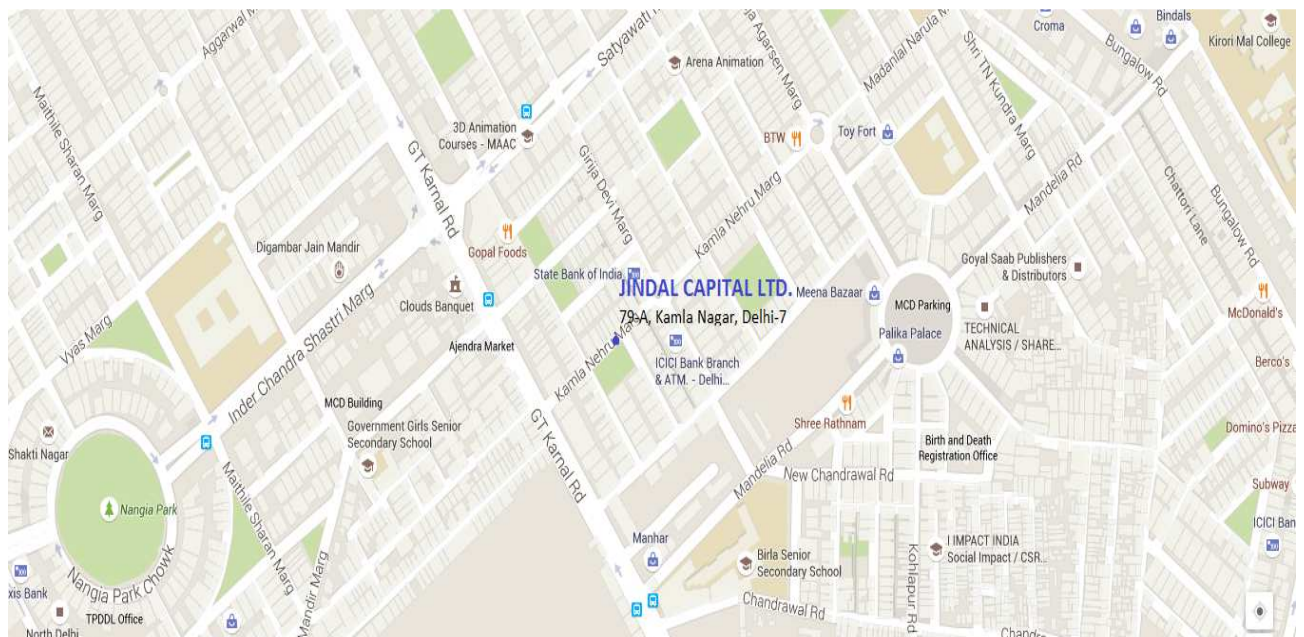 Aggarwal M
Satyawati
ja Agarsen Marg
Madanlal Narula M
Croma
Bindals
Kirori Mal College
Bungalow Rd
Maithile Sharan Marg
Arena Animation
Shri TN Kundra Marg
3D Animation
Courses - MAAC
BTW
Toy Fort
GT Karnal Rd
Girija Devi Marg
Kamla Nehru Marg
Mandelia Rd
Chattori Lane
Bungalow Rd
Digambar Jain Mandir
Gopal Foods
State Bank of India
Goyal Saab Publishers
& Distributors
Clouds Banquet
JINDAL CAPITAL LTD.
79-A, Kamla Nagar, Delhi-7
Meena Bazaar
MCD Parking
McDonald's
Vyas Marg
Inder Chandra Shastri Marg
Ajendra Market
Kamla Nehru Marg
ICICI Bank Branch
& ATM. - Delhi...
Palika Palace
TECHNICAL
ANALYSIS / SHARE...
Berco's
MCD Building
Government Girls Senior
Secondary School
Shree Rathnam
Birth and Death
Registration Office
Domino's Pizza
Shakti Nagar
GT Karnal Rd
Mandelia Rd
New Chandrawal Rd
Subway
Nangia Park
Maithile Sharan Marg
Manhar
Birla Senior
Secondary School
I IMPACT INDIA
Social Impact / CSR...
ICICI Ban
xis Bank
Nangia Park Chowk
Mandir Marg
Kohlapur Rd
TPDDL Office
North Delhi
Chandrawal Rd
Chandra